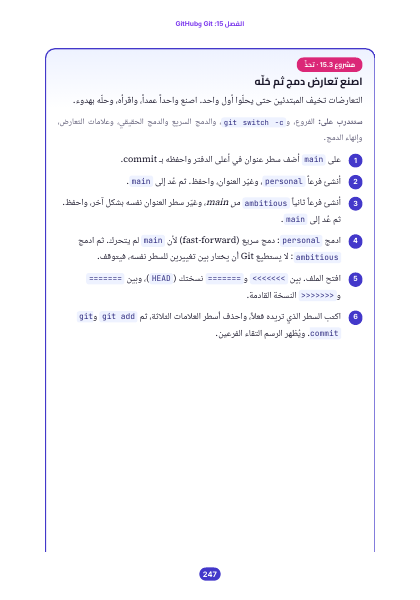 الفصل 15: Git وGitHub
مشروع 15.3 · تحدٍّ
اصنع تعارض دمج ثم حُلّه
التعارضات تخيف المبتدئين حتى يحلّوا أول واحد. اصنع واحداً عمداً، واقرأه، وحلّه بهدوء.
ستتدرب على: الفروع، و git switch -c، والدمج السريع والدمج الحقيقي، وعلامات التعارض،
وإنهاء الدمج.
1 على main أضف سطر عنوان في أعلى الدفتر واحفظه بـ commit.
2 أنشئ فرعاً personal، وغيّر العنوان، واحفظ. ثم عُد إلى main .
3 أنشئ فرعاً ثانياً ambitious من main، وغيّر سطر العنوان نفسه بشكل آخر، واحفظ.
ثم عُد إلى main .
4 ادمج personal : دمج سريع (fast-forward) لأن main لم يتحرك. ثم ادمج
ambitious : لا يستطيع Git أن يختار بين تغييرين للسطر نفسه، فيتوقف.
5 افتح الملف. بين <<<<<<< و ======= نسختك ( HEAD )، وبين =======
و >>>>>>> النسخة القادمة.
6 اكتب السطر الذي تريده فعلاً، واحذف أسطر العلامات الثلاثة، ثم git add وgit
commit. ويُظهر الرسم التقاء الفرعين.
247